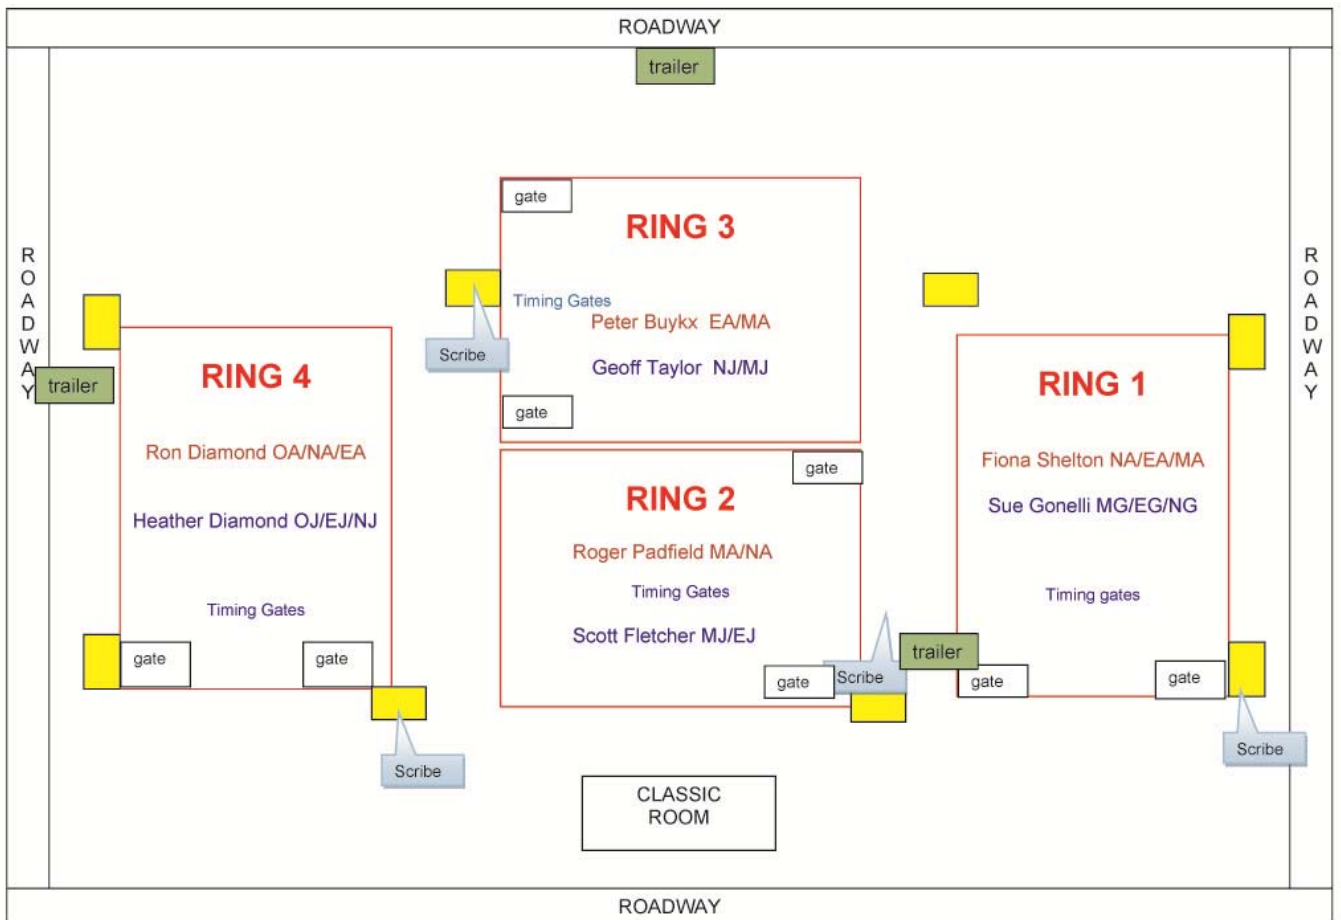 ROADWAY
trailer
ROADWAY
ROADWAY
gate
RING 3
Timing Gates
Peter Buykx EA/MA
Scribe
Geoff Taylor NJ/MJ
gate
trailer
RING 4
Ron Diamond OA/NA/EA
Heather Diamond OJ/EJ/NJ
Timing Gates
gate
gate
Scribe
gate
RING 2
Roger Padfield MA/NA
Timing Gates
Scott Fletcher MJ/EJ
gate
Scribe
RING 1
Fiona Shelton NA/EA/MA
Sue Gonelli MG/EG/NG
Timing gates
trailer
gate
gate
Scribe
CLASSIC
ROOM
ROADWAY